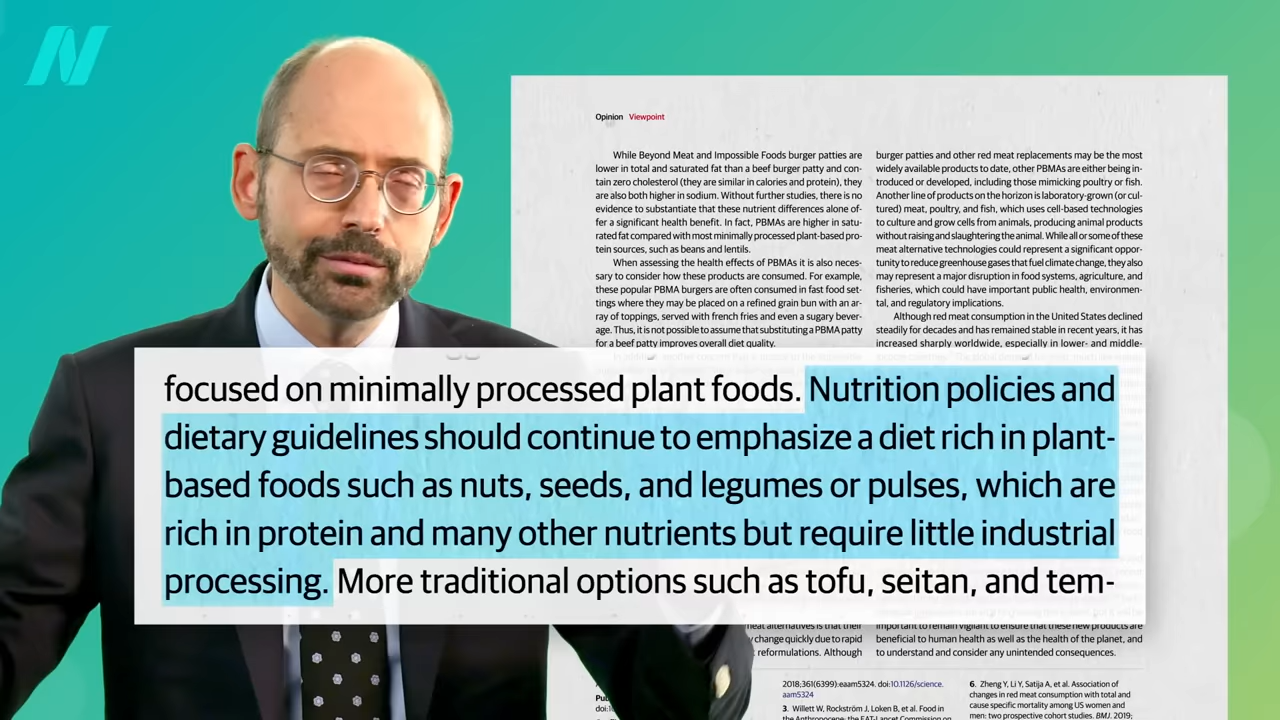 Opinion Viewpoint
While Beyond Meat and Impossible Foods burger patties are
lower in total and saturated fat than a beef burger patty and con-
tain zero cholesterol (they are similar in calories and protein), they
are also both higher in sodium. Without further studies, there is no
evidence to substantiate that these nutrient differences alone of-
fer a significant health benefit. In fact, PBMAs are higher in satu-
rated fat compared with most minimally processed plant-based pro-
tein sources, such as beans and lentils.
When assessing the health effects of PBMAs it is also neces-
sary to consider how these products are consumed. For example,
these popular PBMA burgers are often consumed in fast food set-
tings where they may be placed on a refined grain bun with an ar-
ray of toppings, served with french fries and even a sugary bever-
age. Thus, it is not possible to assume that substituting a PBMA patty
for a beef patty improves overall diet quality.
burger patties and other red meat replacements may be the most
widely available products to date, other PBMAs are either being in-
troduced or developed, including those mimicking poultry or fish.
Another line of products on the horizon is laboratory-grown (or cul-
tured) meat, poultry, and fish, which uses cell-based technologies
to culture and grow cells from animals, producing animal products
without raising and slaughtering the animal. While all or some of these
meat alternative technologies could represent a significant oppor-
tunity to reduce greenhouse gases that fuel climate change, they also
may represent a major disruption in food systems, agriculture, and
fisheries, which could have important public health, environmen-
tal, and regulatory implications.
Although red meat consumption in the United States declined
steadily for decades and has remained stable in recent years, it has
increased sharply worldwide, especially in lower- and middle-
focused on minimally processed plant foods. Nutrition policies and
dietary guidelines should continue to emphasize a diet rich in plant-
based foods such as nuts, seeds, and legumes or pulses, which are
rich in protein and many other nutrients but require little industrial
processing. More traditional options such as tofu, seitan, and tem-
meat alternatives is that their
change quickly due to rapid
reformulations. Although
important to remain vigilant to ensure that these new products are
beneficial to human health as well as the health of the planet, and
to understand and consider any unintended consequences.
2018;361(6399):eaam5324. doi:10.1126/science.
aam5324
3. Willett W, Rockström J, Loken B, et al. Food in
the Anthropocene: the EAT-Lancet Commission on
6. Zheng Y, Li Y, Satija A, et al. Association of
changes in red meat consumption with total and
cause specific mortality among US women and
men: two prospective cohort studies. BMJ. 2019;